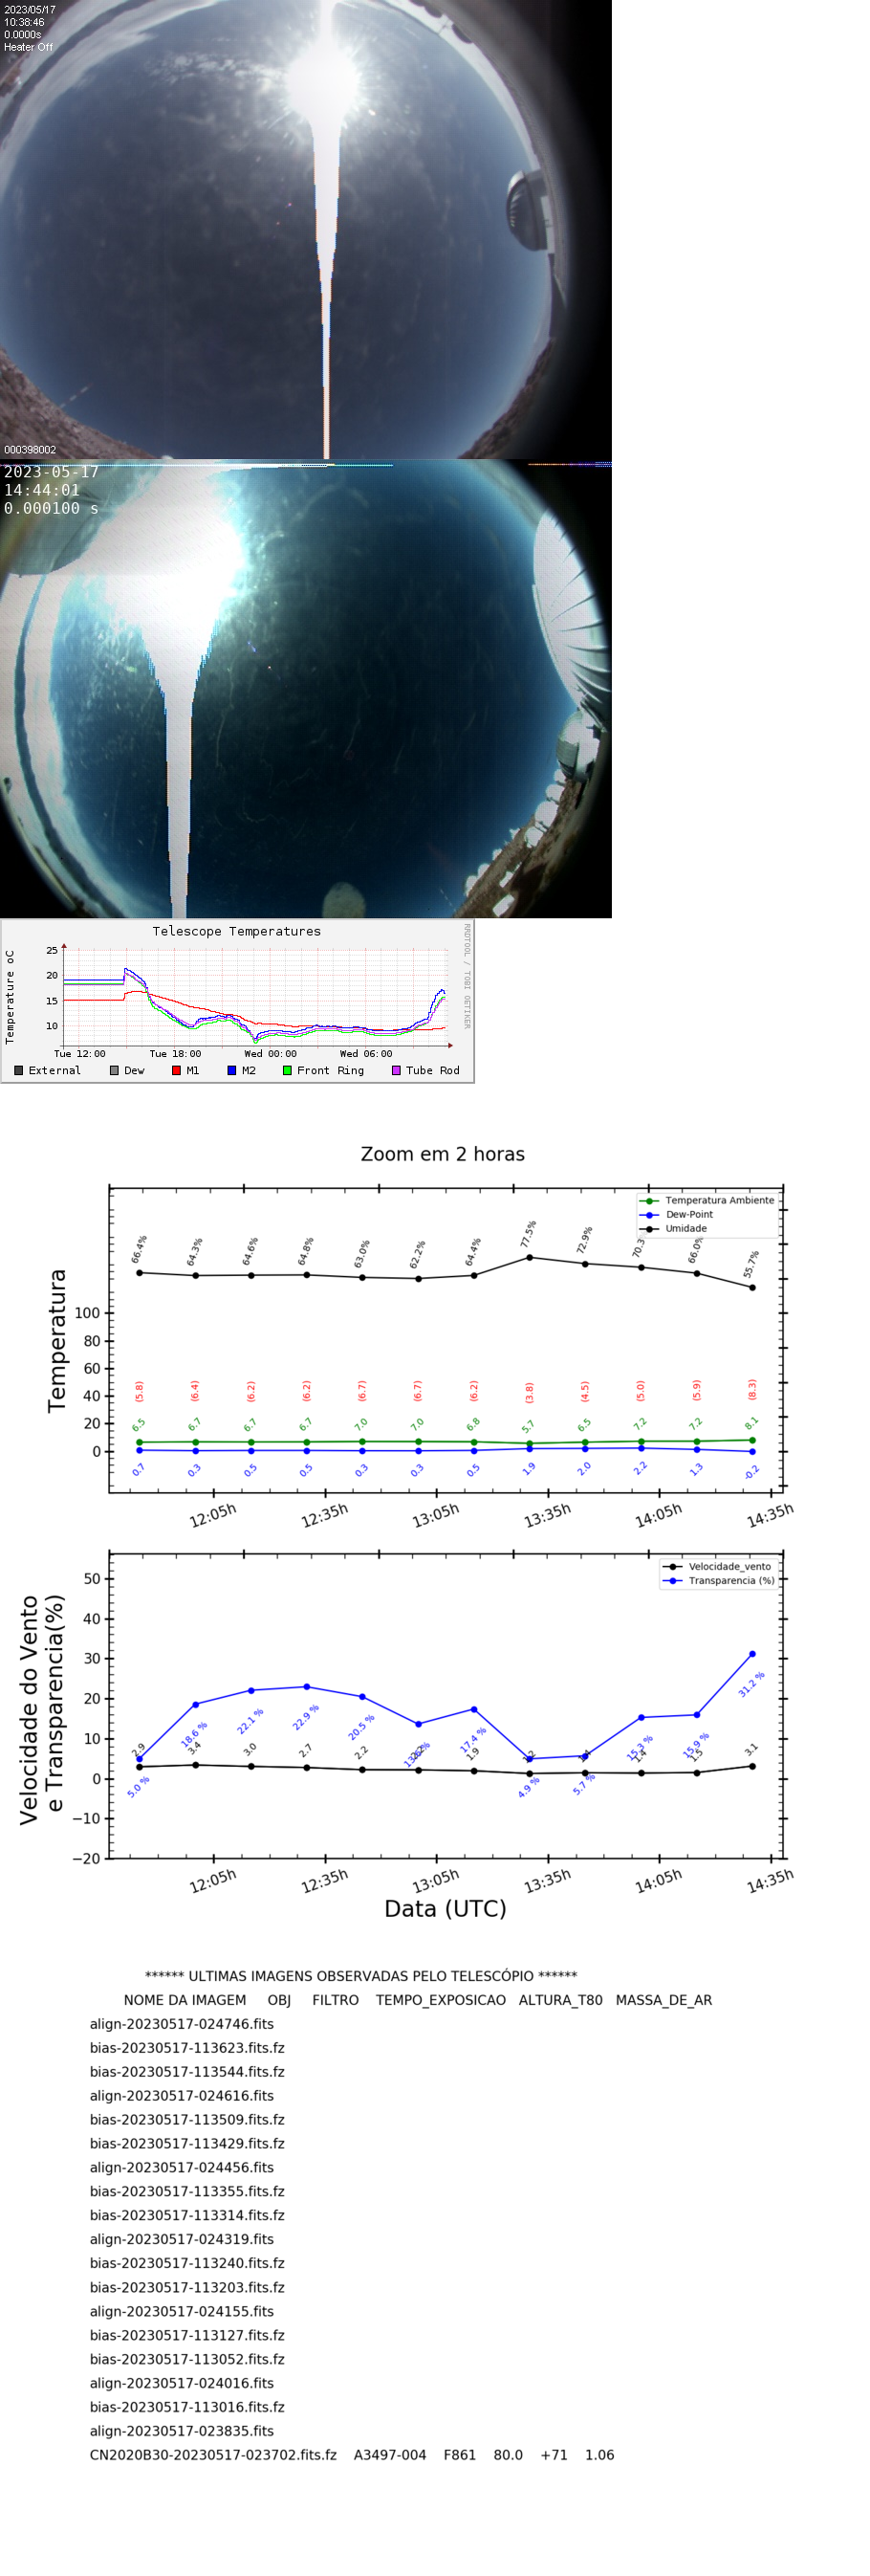 2023/05/17
10:38:46
0.0000s
Heater Off
000398002
2023-05-17
14:44:01
0.000100 s
Telescope Temperatures
RRDTOOL / TOBI OETIKER
Temperature oC
25
20
15
10
Tue 12:00 Tue 18:00 Wed 00:00 Wed 06:00
External Dew M1 M2 Front Ring Tube Rod
Zoom em 2 horas
Temperatura Ambiente
Dew-Point
Umidade
66.4% 64.3% 64.6% 64.8% 63.0% 62.2% 64.4% 77.5% 72.9% 70.3 66.0% 55.7%
Temperatura
100
80
60
40
20
0
(5.8) (6.4) (6.2) (6.2) (6.7) (6.7) (6.2) (3.8) (4.5) (5.0) (5.9) (8.3)
6.5 6.7 6.7 6.7 7.0 7.0 6.8 5.7 6.5 7.2 7.2 8.1
0.7 0.3 0.5 0.5 0.3 0.3 0.5 1.9 2.0 2.2 1.3 -0.2
12:05h 12:35h 13:05h 13:35h 14:05h 14:35h
Velocidade_vento
Transparencia (%)
Velocidade do Vento
e Transparencia(%)
50
40
30
20
10
0
−10
−20
2.9 3.4 3.0 2.7 2.2 1.9 3.1
5.0 % 18.6 % 22.1 % 22.9 % 20.5 % 17.4 % 4.9 % 5.7 % 15.3 % 15.9 % 31.2 %
12:05h 12:35h 13:05h 13:35h 14:05h 14:35h
Data (UTC)
****** ULTIMAS IMAGENS OBSERVADAS PELO TELESCÓPIO ******
NOME DA IMAGEM OBJ FILTRO TEMPO_EXPOSICAO ALTURA_T80 MASSA_DE_AR
align-20230517-024746.fits
bias-20230517-113623.fits.fz
bias-20230517-113544.fits.fz
align-20230517-024616.fits
bias-20230517-113509.fits.fz
bias-20230517-113429.fits.fz
align-20230517-024456.fits
bias-20230517-113355.fits.fz
bias-20230517-113314.fits.fz
align-20230517-024319.fits
bias-20230517-113240.fits.fz
bias-20230517-113203.fits.fz
align-20230517-024155.fits
bias-20230517-113127.fits.fz
bias-20230517-113052.fits.fz
align-20230517-024016.fits
bias-20230517-113016.fits.fz
align-20230517-023835.fits
CN2020B30-20230517-023702.fits.fz A3497-004 F861 80.0 +71 1.06